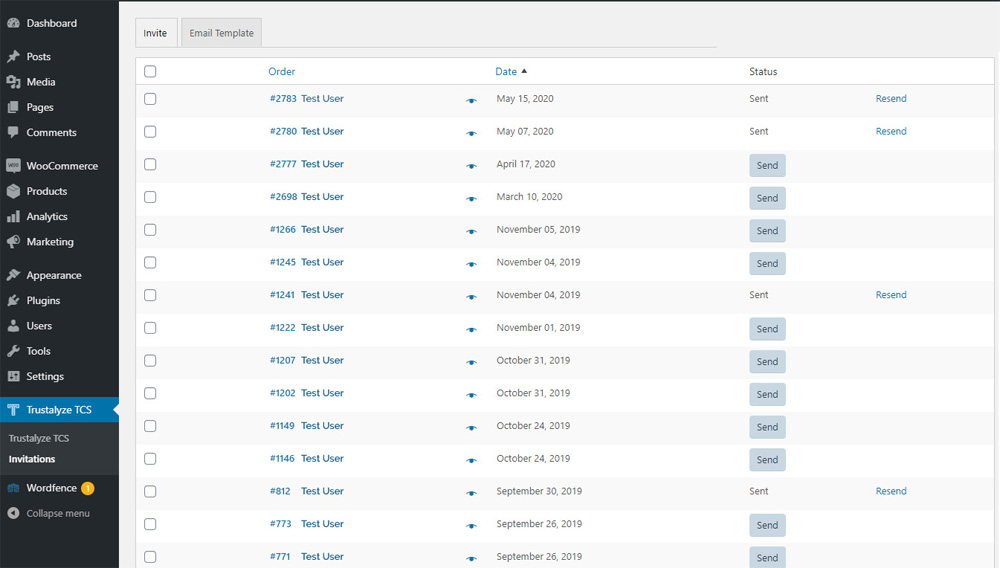 Dashboard
Posts
Media
Pages
Comments
WOO WooCommerce
Products
Analytics
Marketing
Appearance
Plugins
Users
Tools
Settings
Trustalyze TCS
Trustalyze TCS
Invitations
Wordfence 1
Collapse menu
Invite Email Template
Order Date Status
#2783 Test User May 15, 2020 Sent Resend
#2780 Test User May 07, 2020 Sent Resend
#2777 Test User April 17, 2020 Send
#2698 Test User March 10, 2020 Send
#1266 Test User November 05, 2019 Send
#1245 Test User November 04, 2019 Send
#1241 Test User November 04, 2019 Sent Resend
#1222 Test User November 01, 2019 Send
#1207 Test User October 31, 2019 Send
#1202 Test User October 31, 2019 Send
#1149 Test User October 24, 2019 Send
#1146 Test User October 24, 2019 Send
#812 Test User September 30, 2019 Sent Resend
#773 Test User September 26, 2019 Send
#771 Test User September 26, 2019 Send